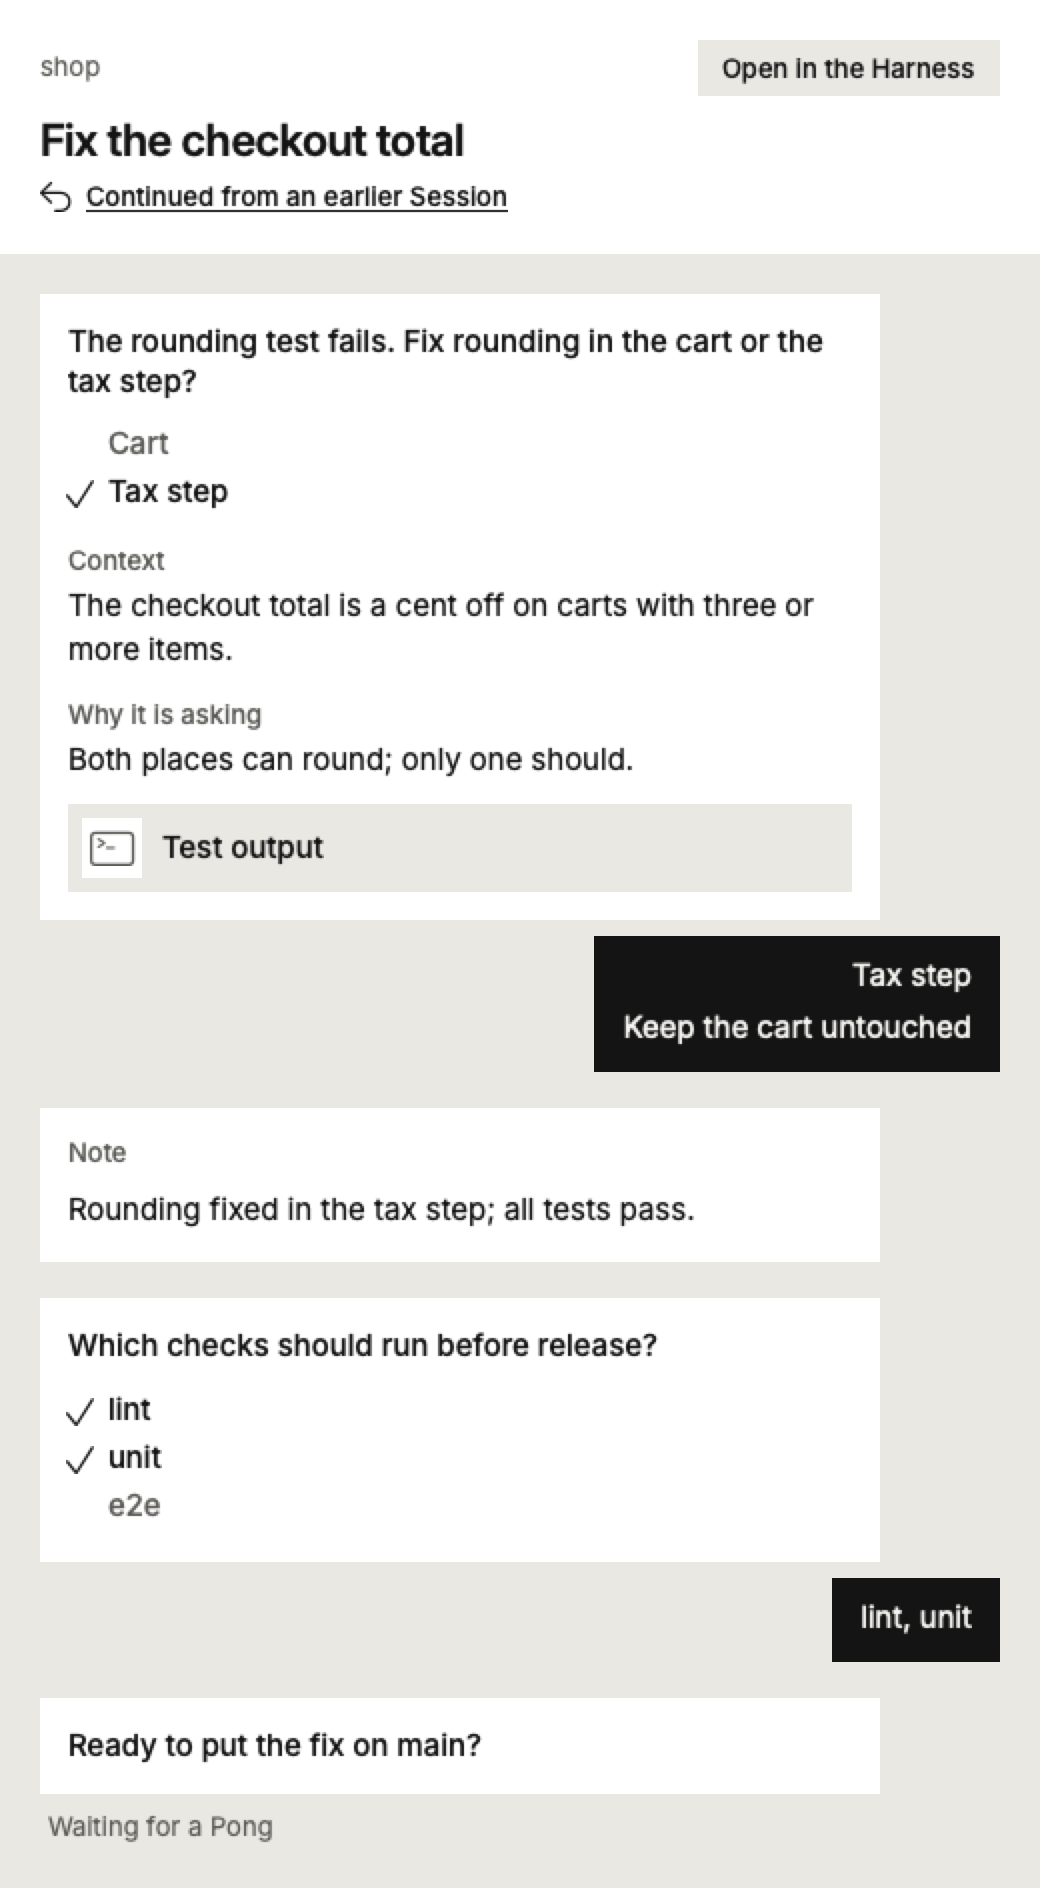 shop
Open in the Harness
Fix the checkout total
Continued from an earlier Session
The rounding test fails. Fix rounding in the cart or the
tax step?
Cart
Tax step
Context
The checkout total is a cent off on carts with three or
more items.
Why it is asking
Both places can round; only one should.
>_ Test output
Tax step
Keep the cart untouched
Note
Rounding fixed in the tax step; all tests pass.
Which checks should run before release?
lint
unit
e2e
lint, unit
Ready to put the fix on main?
Waiting for a Pong